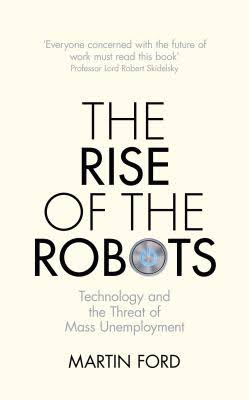 ‘Everyone concerned with the future of
work must read this book’
Professor Lord Robert Skidelsky
THE
RISE
OF THE
ROBOTS
Technology and
the Threat of
Mass Unemployment
MARTIN FORD